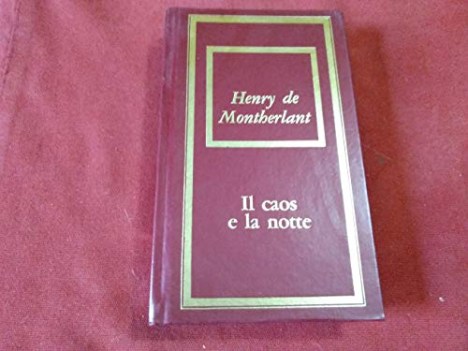 Henry de
Montherlant
Il caos
e la notte